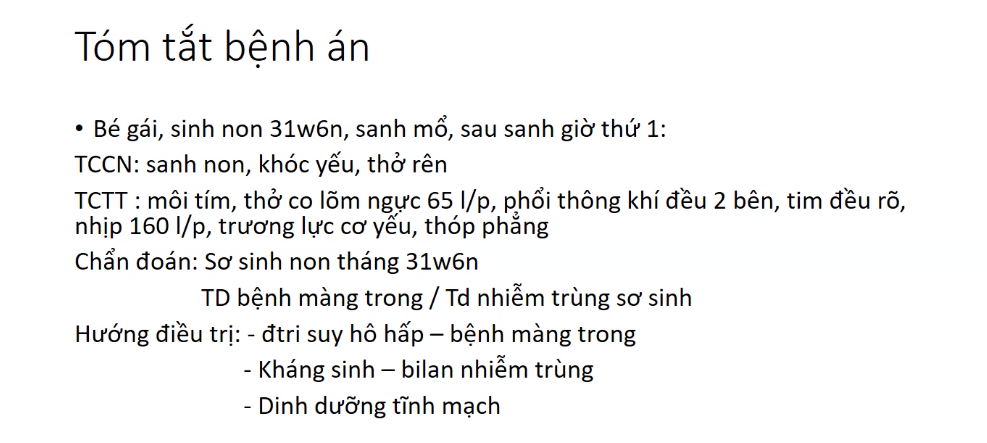 Tóm tắt bệnh án
• Bé gái, sinh non 31w6n, sanh mổ, sau sanh giờ thứ 1:
TCCN: sanh non, khóc yếu, thở rên
TCTT : môi tím, thở co lõm ngực 65 l/p, phổi thông khí đều 2 bên, tim đều rõ,
nhịp 160 l/p, trương lực cơ yếu, thóp phẳng
Chẩn đoán: Sơ sinh non tháng 31w6n
TD bệnh màng trong / Td nhiễm trùng sơ sinh
Hướng điều trị: - đtri suy hô hấp – bệnh màng trong
- Kháng sinh – bilan nhiễm trùng
- Dinh dưỡng tĩnh mạch